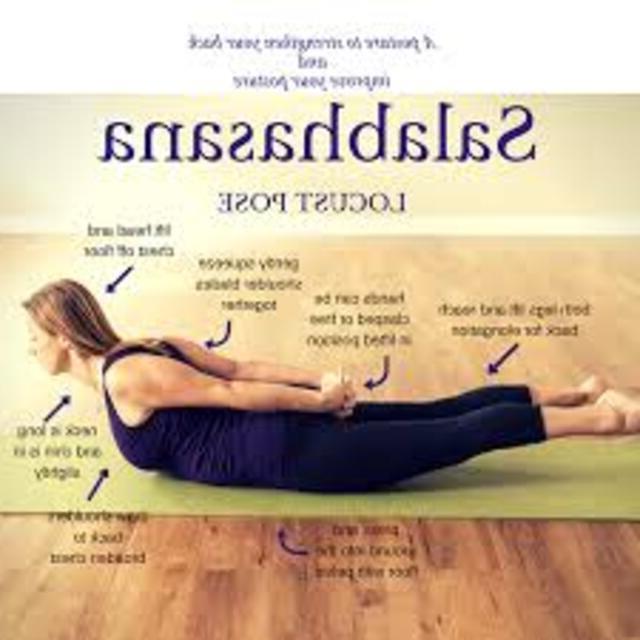 A posture to strengthen your back
and
improve your posture
Salabhasana
LOCUST POSE
lift head and
chest off floor
gently squeeze
shoulder blades
together
hands can be
clasped or free
in lifted position
both legs lift and reach
back for elongation
neck is long
and chin is in
slightly
shoulders
back to
broaden chest
press and
ground into the
floor with pelvis